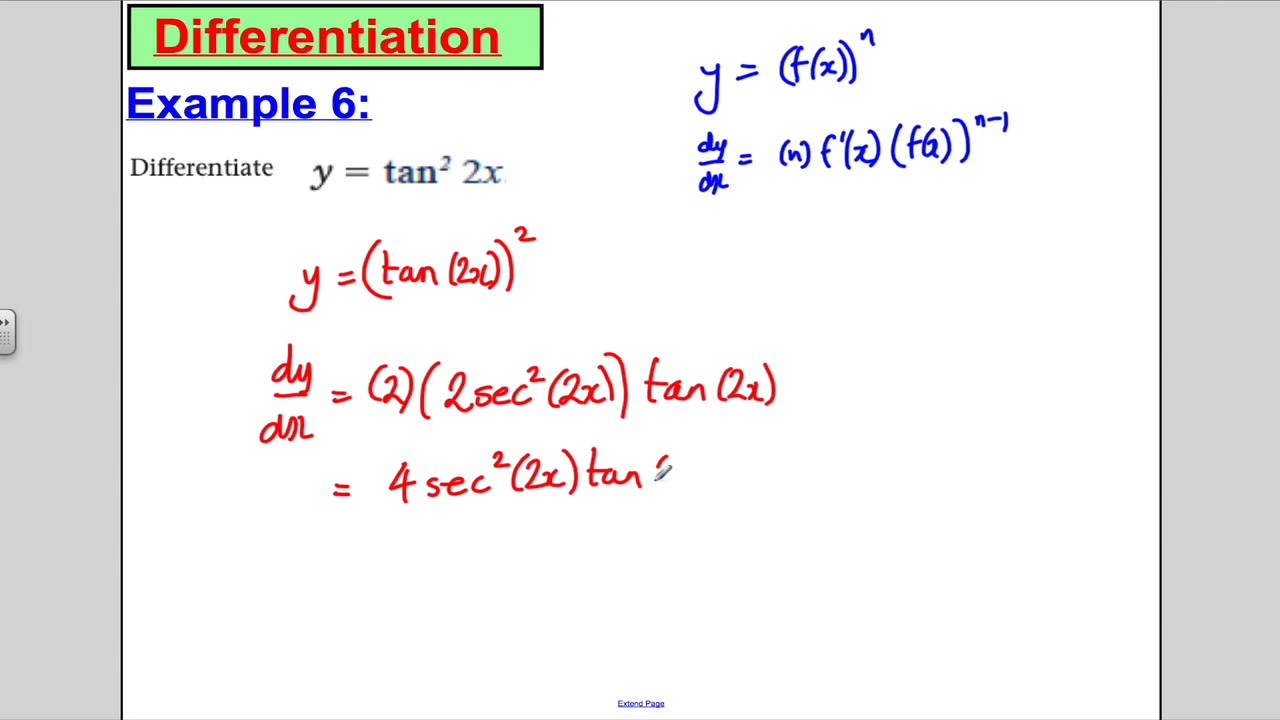 Differentiation
Example 6:
Differentiate y = tan² 2x
y = (f(x))ⁿ
dy/dx = (n) f'(x) (f(x))ⁿ⁻¹
y = (tan(2x))²
dy/dx = (2)(2sec²(2x)) tan(2x)
= 4 sec²(2x) tan
Extend Page